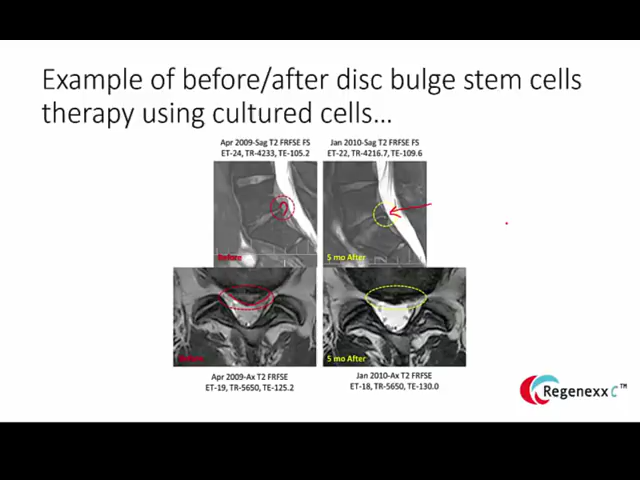 Example of before/after disc bulge stem cells
therapy using cultured cells...
Apr 2009-Sag T2 FRFSE FS
ET-24, TR-4233, TE-105.2
Jan 2010-Sag T2 FRFSE FS
ET-22, TR-4216.7, TE-109.6
Before
5 mo After
Before
5 mo After
Apr 2009-Ax T2 FRFSE
ET-19, TR-5650, TE-125.2
Jan 2010-Ax T2 FRFSE
ET-18, TR-5650, TE-130.0
Regenexx C™